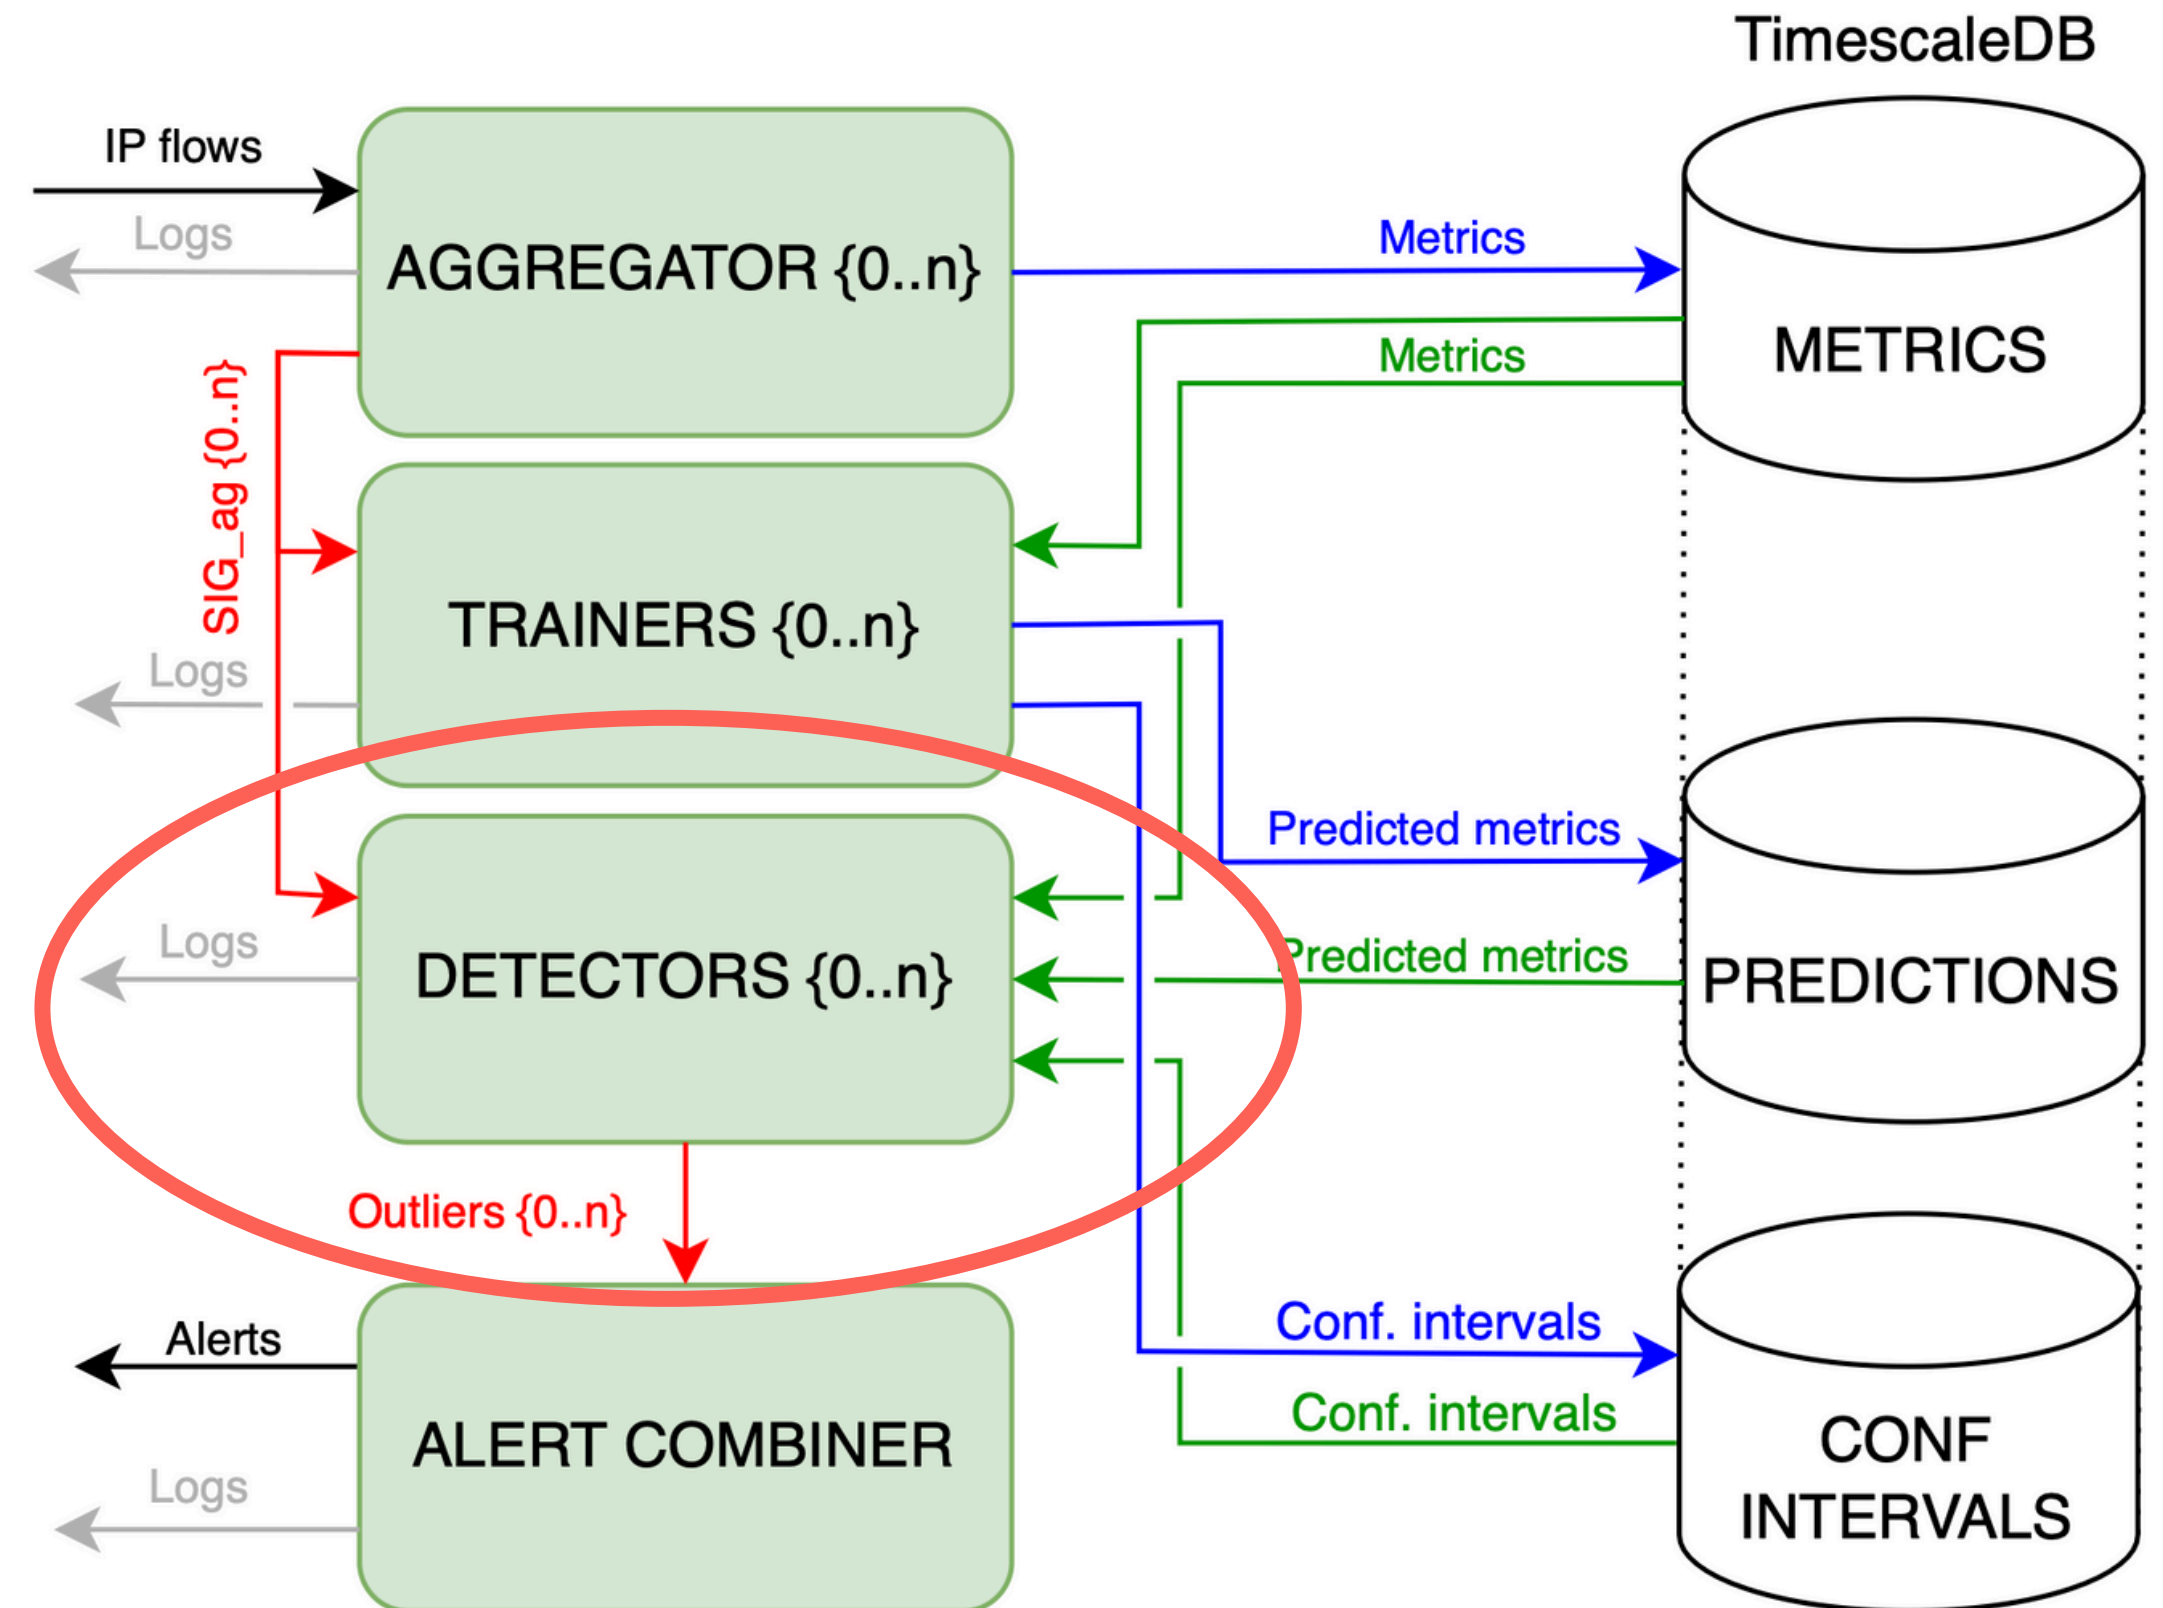 TimescaleDB
IP flows
Logs
AGGREGATOR {0..n}
Metrics
Metrics
METRICS
SIG_ag {0..n}
TRAINERS {0..n}
Logs
Predicted metrics
Logs
DETECTORS {0..n}
Predicted metrics
PREDICTIONS
Outliers {0..n}
Alerts
Conf. intervals
Conf. intervals
ALERT COMBINER
CONF
INTERVALS
Logs